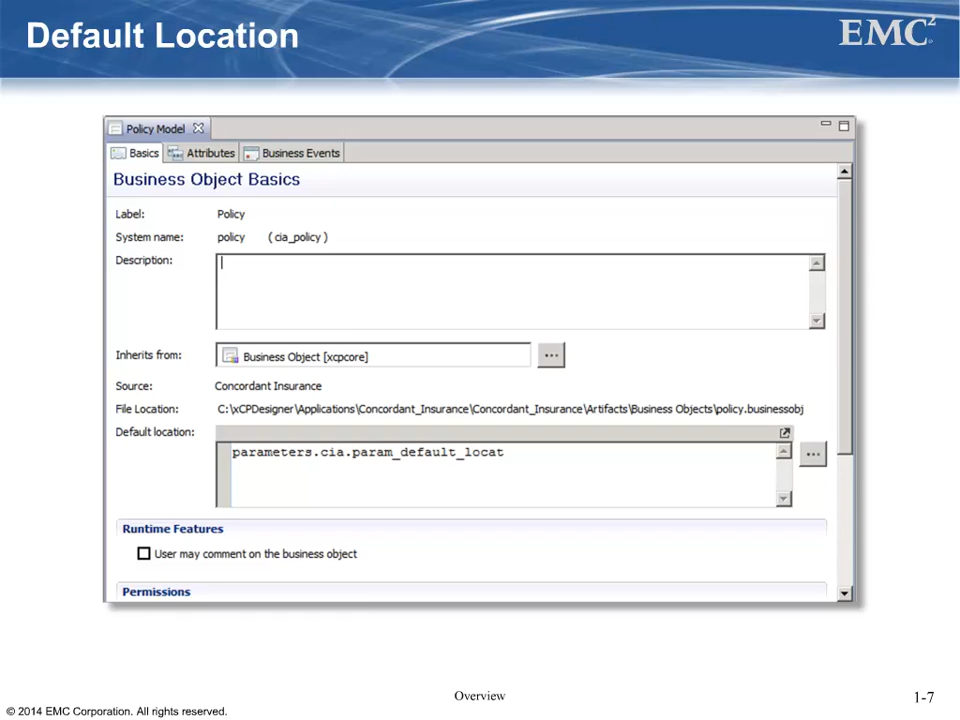 Default Location
EMC²
Policy Model
Basics Attributes Business Events
Business Object Basics
Label: Policy
System name: policy ( cia_policy )
Description:
Inherits from: Business Object [xcpcore] ...
Source: Concordant Insurance
File Location: C:\xCPDesigner\Applications\Concordant_Insurance\Concordant_Insurance\Artifacts\Business Objects\policy.businessobj
Default location:
parameters.cia.param_default_locat ...
Runtime Features
User may comment on the business object
Permissions
Overview
1-7
© 2014 EMC Corporation. All rights reserved.